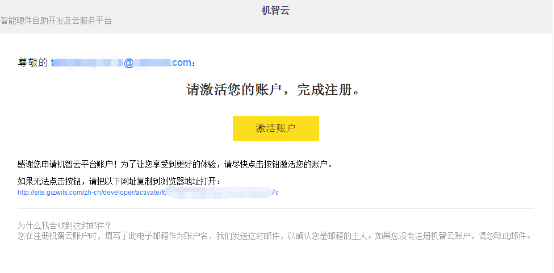 机智云
智能硬件自助开发及云服务平台
尊敬的 t @ .com：
请激活您的账户，完成注册。
激活账户
感谢您申请机智云平台账户！为了让您享受到更好的体验，请尽快点击按钮激活您的账户。
如果无法点击按钮，请把以下网址复制到浏览器地址打开：
http://site.gizwits.com/zh-cn/developer/activate/
为什么我会收到这封邮件？
您在注册机智云账户时，填写了此电子邮箱作为账户名，我们发送这封邮件，以确认您是邮箱的主人。如果您没有注册机智云账户，请忽略此邮件。